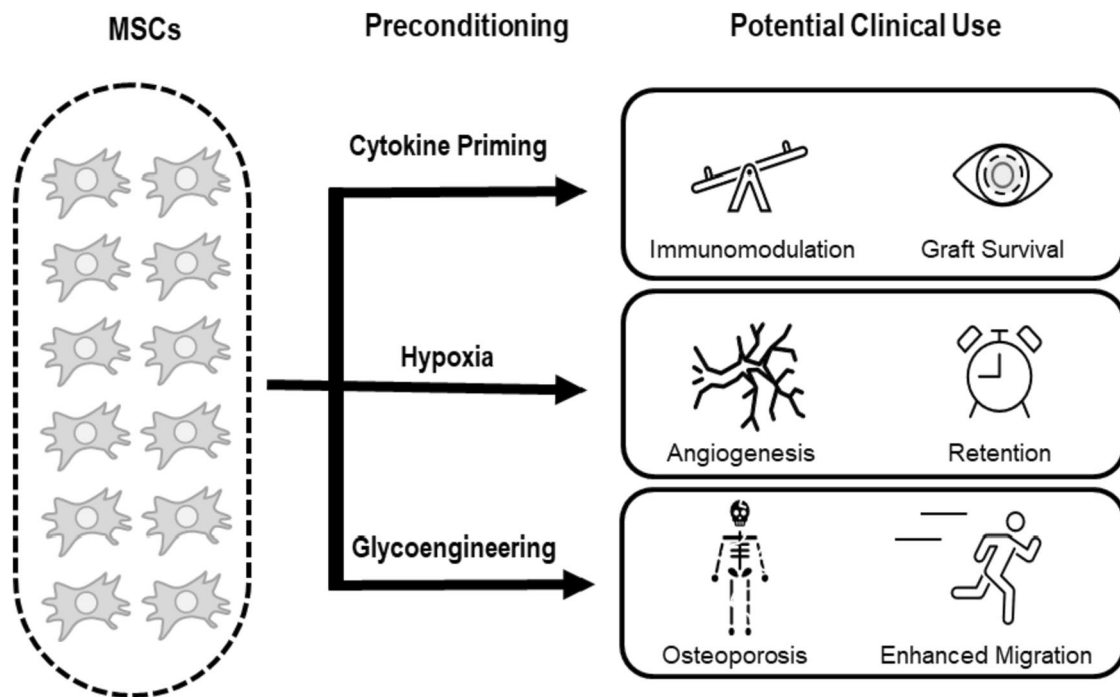 MSCs
Preconditioning
Potential Clinical Use
Cytokine Priming
Immunomodulation
Graft Survival
Hypoxia
Angiogenesis
Retention
Glycoengineering
Osteoporosis
Enhanced Migration